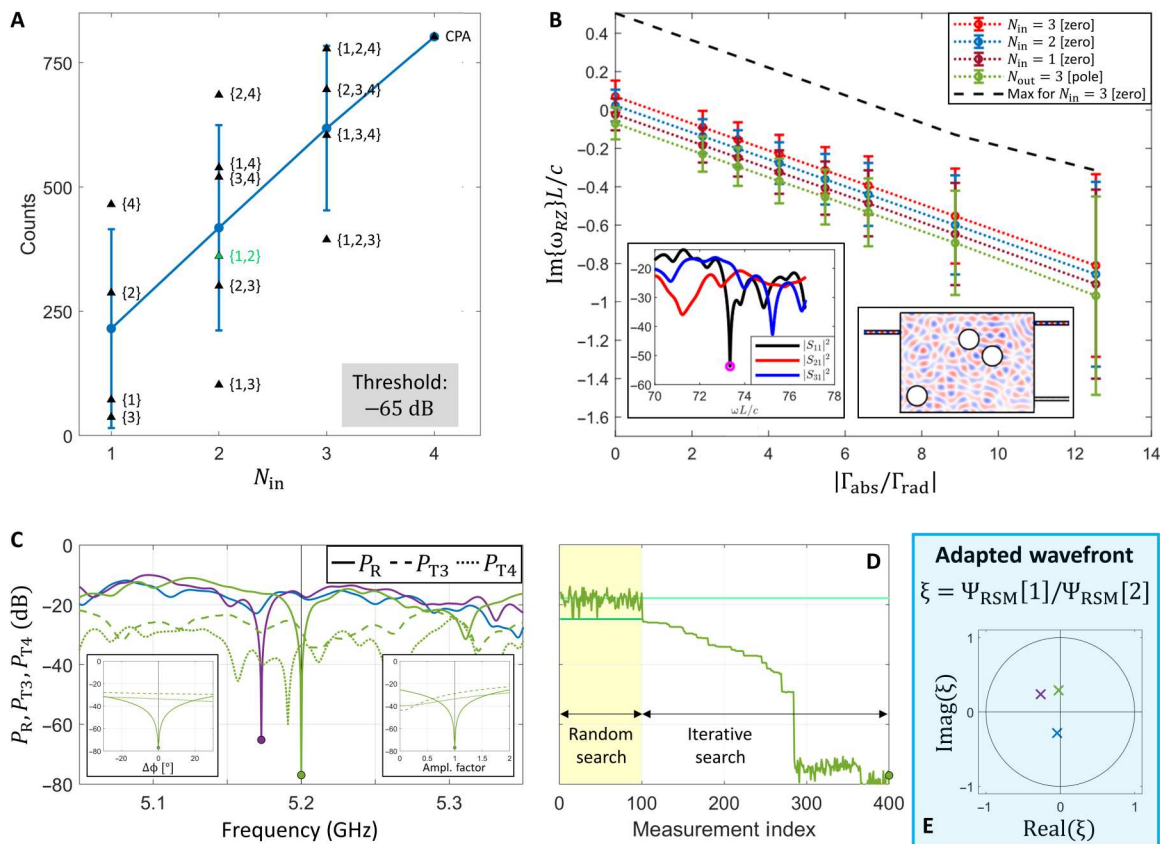 A
750
500
250
0
Counts
1
2
3
4
N_in
{4}
{2}
{1}
{3}
{2,4}
{1,4}
{3,4}
{1,2}
{2,3}
{1,3}
{1,2,4}
{2,3,4}
{1,3,4}
{1,2,3}
CPA
Threshold:
−65 dB
B
Im{ω_RZ}L/c
0.4
0.2
0
−0.2
−0.4
−0.6
−0.8
−1
−1.2
−1.4
−1.6
0
2
4
6
8
10
12
14
|Γ_abs/Γ_rad|
N_in = 3 [zero]
N_in = 2 [zero]
N_in = 1 [zero]
N_out = 3 [pole]
Max for N_in = 3 [zero]
−20
−30
−40
−50
−60
70
72
74
76
78
ωL/c
|S_11|²
|S_21|²
|S_31|²
C
P_R, P_T3, P_T4 (dB)
0
−20
−40
−60
−80
5.1
5.2
5.3
Frequency (GHz)
P_R
P_T3
P_T4
0
-20
-40
-60
-80
-20
0
20
Δϕ [°]
0
-20
-40
-60
-80
0
0.5
1
1.5
2
Ampl. factor
D
Random
search
Iterative
search
0
100
200
300
400
Measurement index
Adapted wavefront
ξ = Ψ_RSM[1]/Ψ_RSM[2]
Imag(ξ)
1
0
-1
-1
0
1
Real(ξ)
E